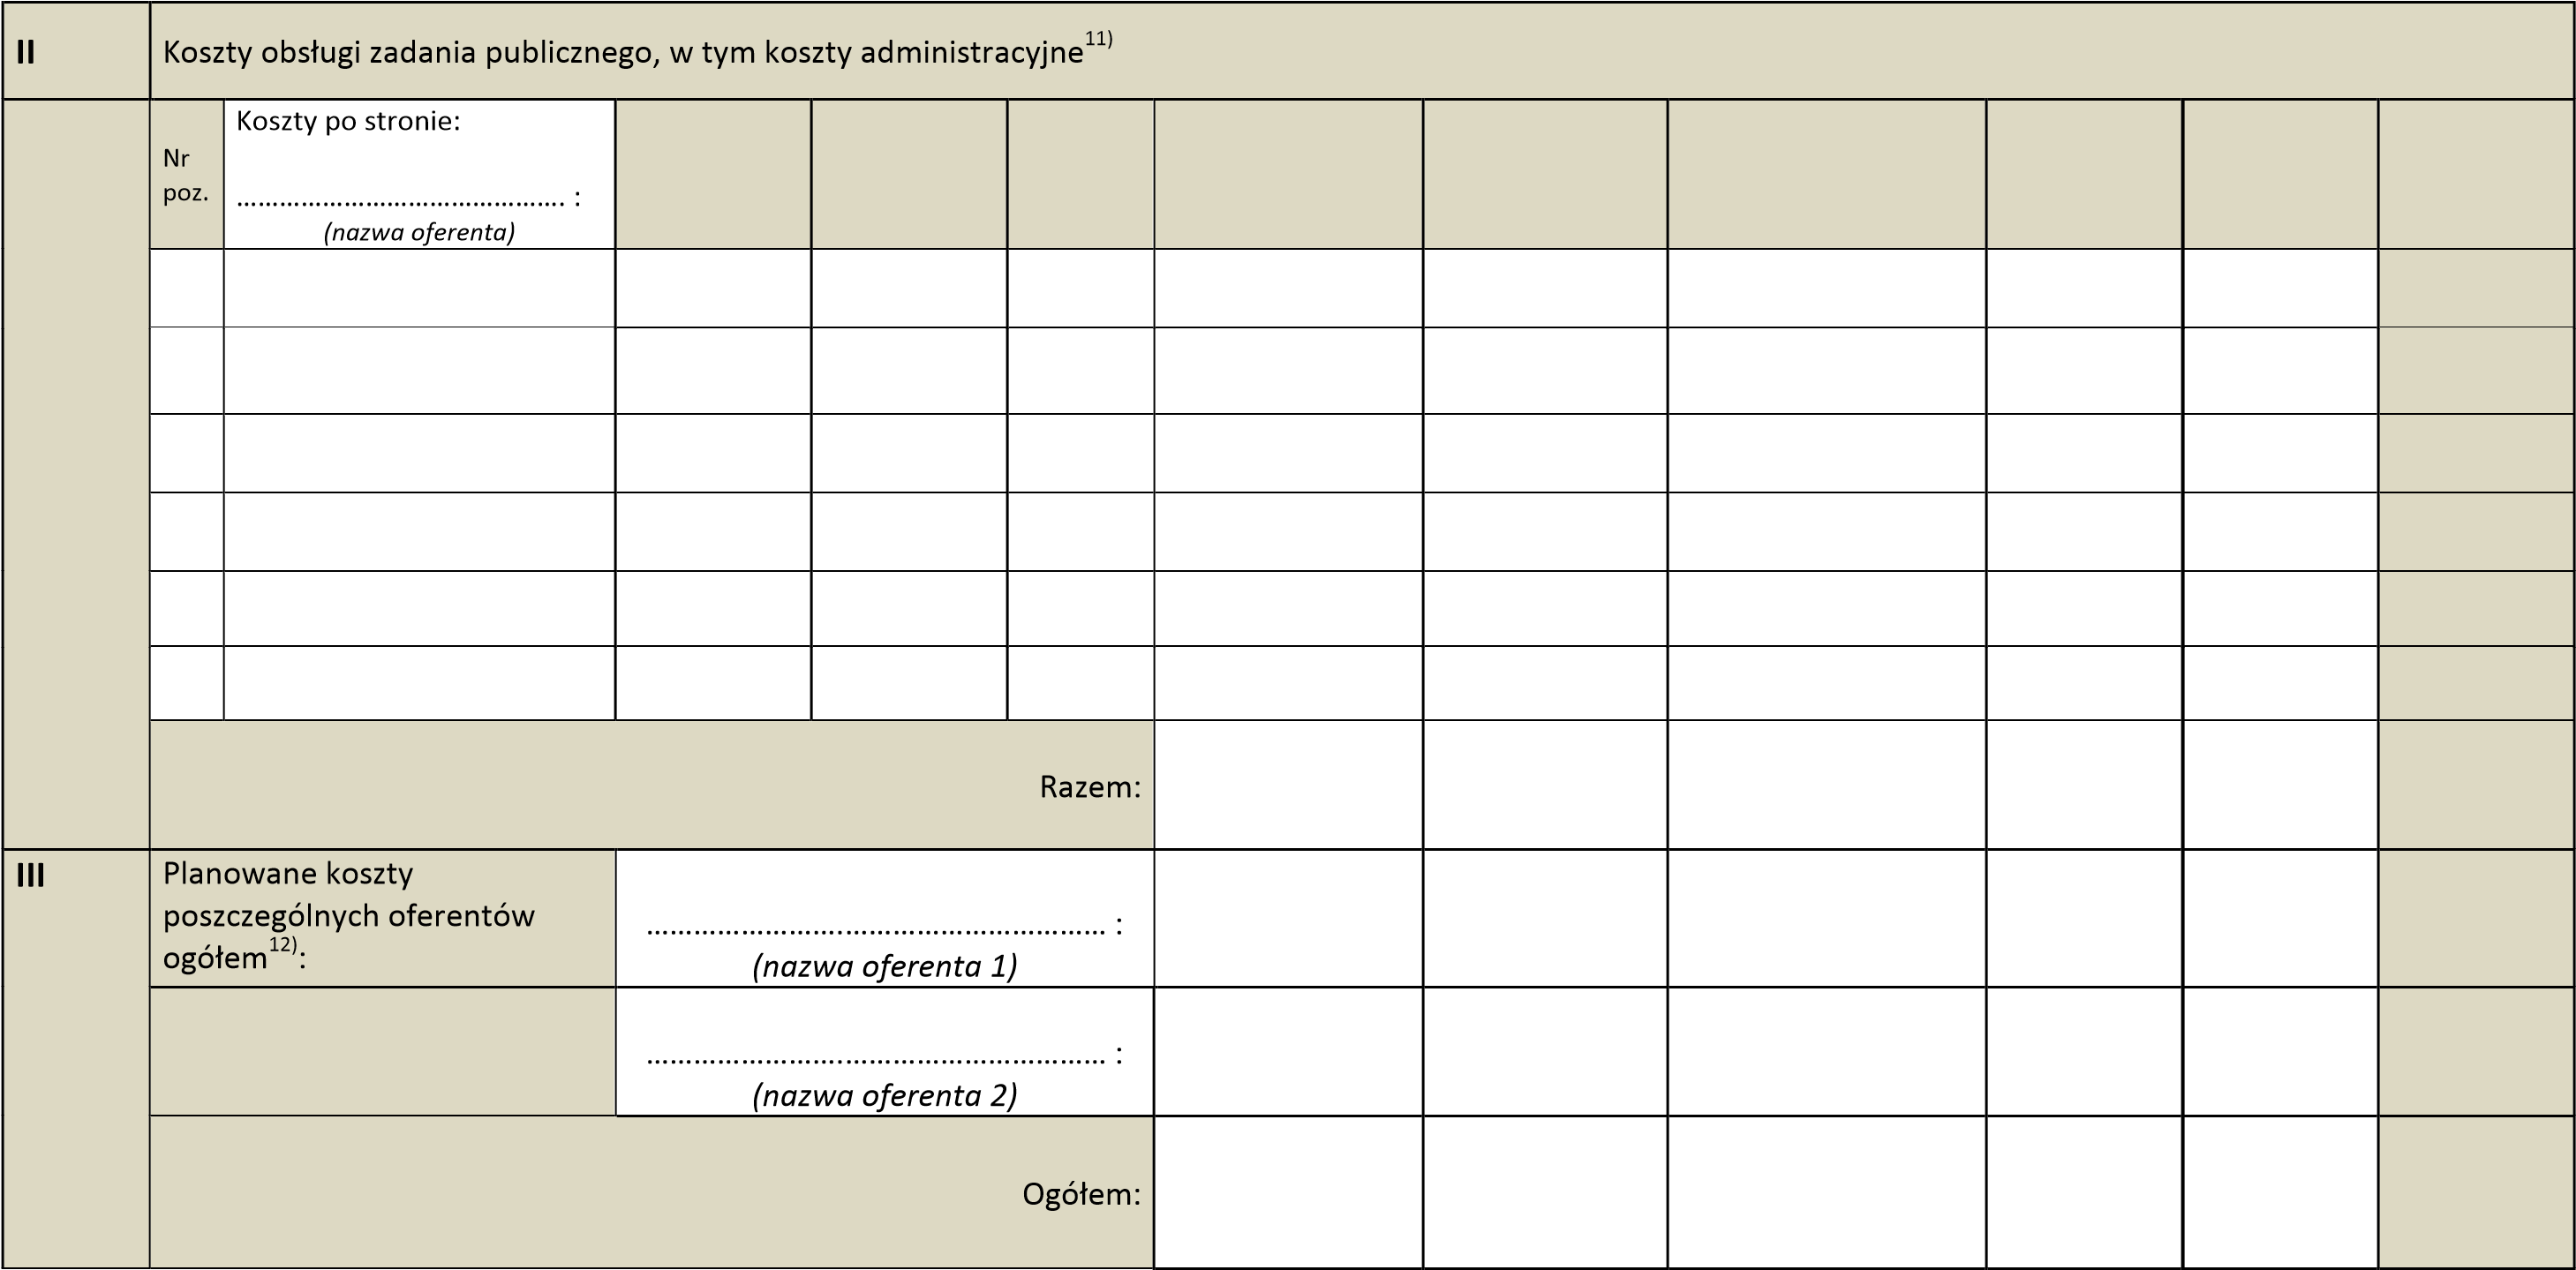 II
Koszty obsługi zadania publicznego, w tym koszty administracyjne11)
Nr
poz.
Koszty po stronie:
……………………………………… :
(nazwa oferenta)
Razem:
III
Planowane koszty
poszczególnych oferentów
ogółem12):
………………………………………………… :
(nazwa oferenta 1)
………………………………………………… :
(nazwa oferenta 2)
Ogółem: